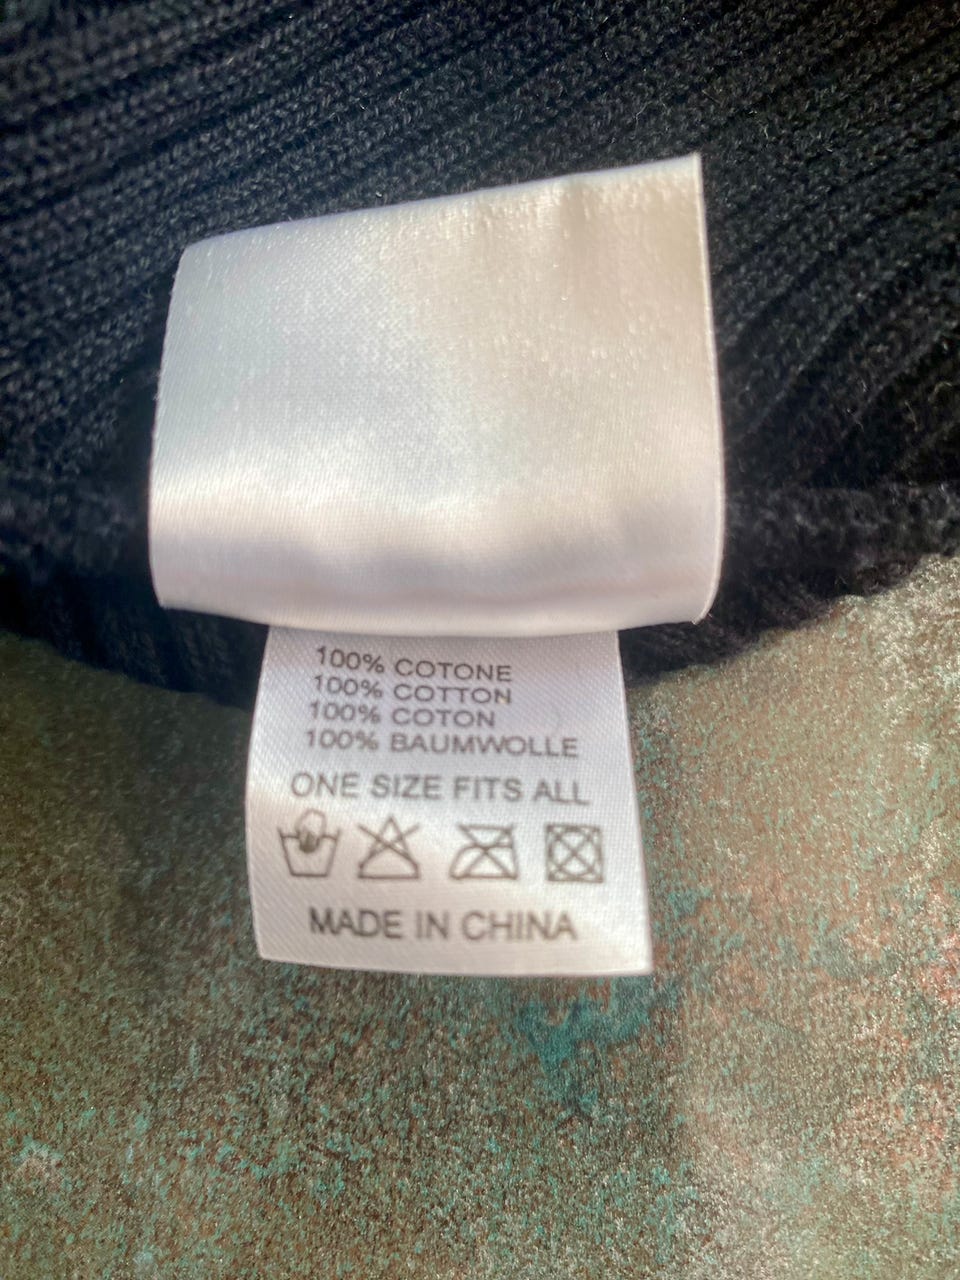 100% COTONE
100% COTTON
100% COTON
100% BAUMWOLLE
ONE SIZE FITS ALL
MADE IN CHINA